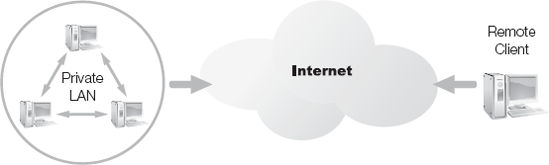 Private
LAN
Internet
Remote
Client